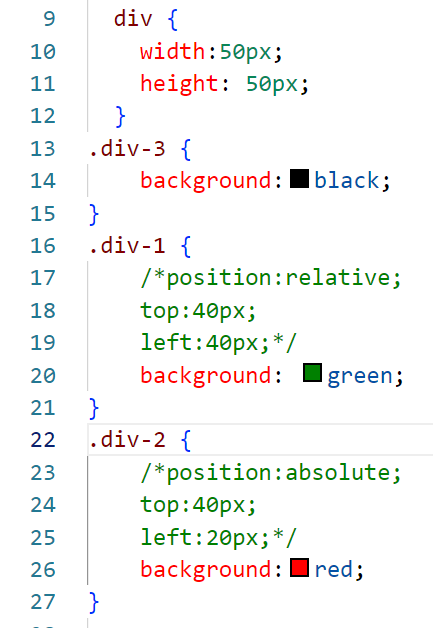 9 div {
10 width:50px;
11 height: 50px;
12 }
13 .div-3 {
14 background: black;
15 }
16 .div-1 {
17 /*position:relative;
18 top:40px;
19 left:40px;*/
20 background: green;
21 }
22 .div-2 {
23 /*position:absolute;
24 top:40px;
25 left:20px;*/
26 background: red;
27 }